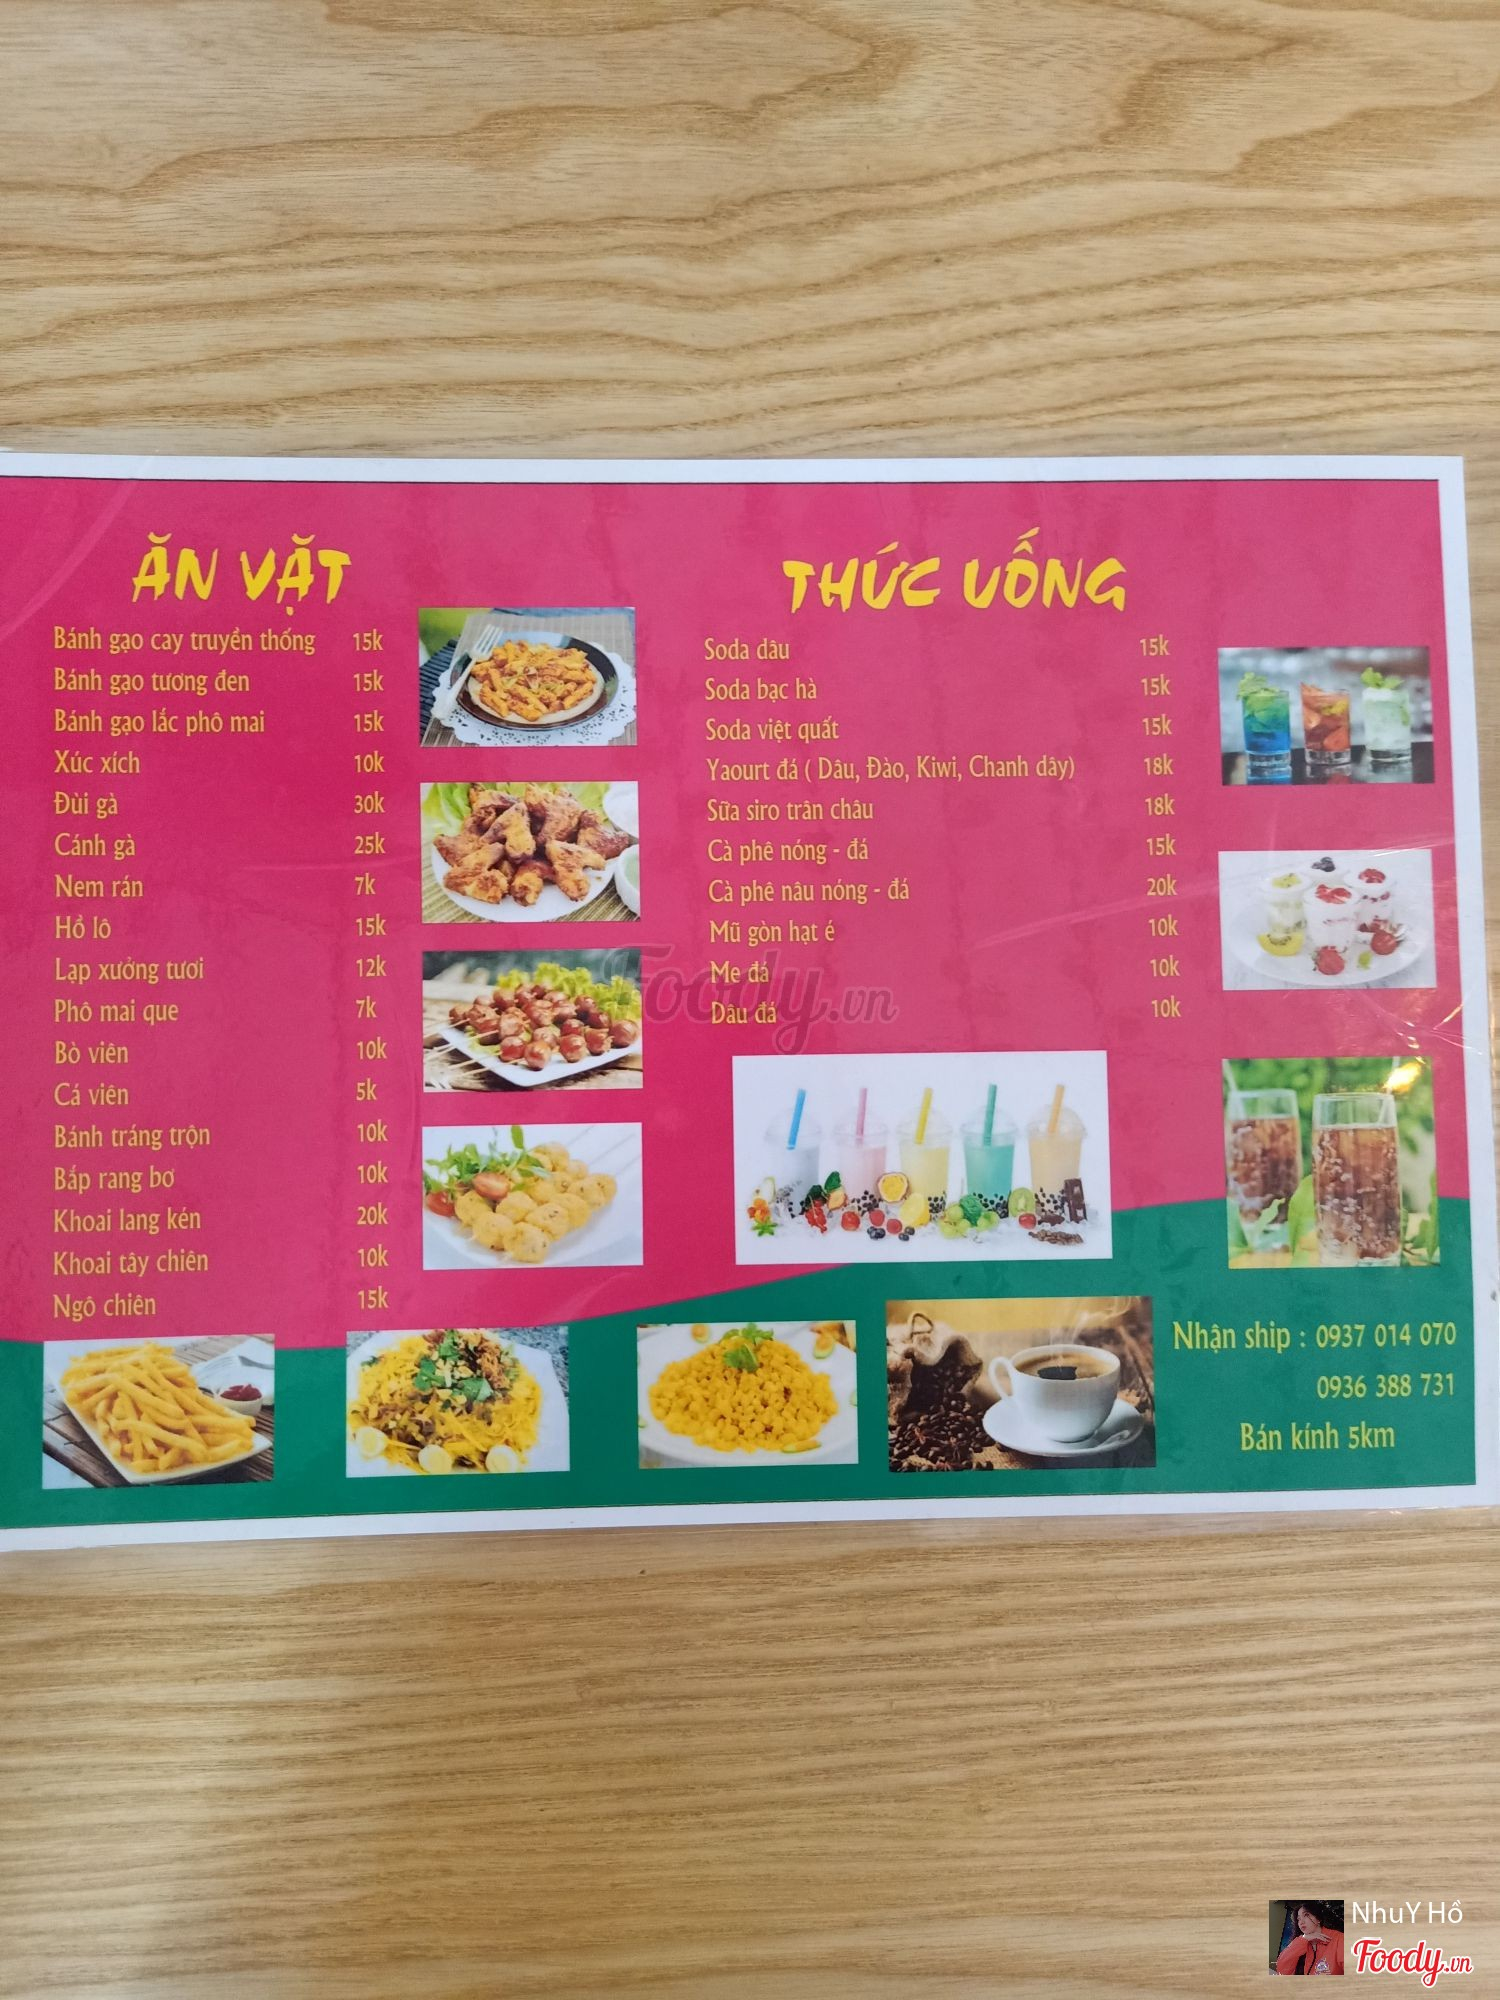 ĂN VẶT
Bánh gạo cay truyền thống 15k
Bánh gạo tương đen 15k
Bánh gạo lắc phô mai 15k
Xúc xích 10k
Đùi gà 30k
Cánh gà 25k
Nem rán 7k
Hồ lô 15k
Lạp xưởng tươi 12k
Phô mai que 7k
Bò viên 10k
Cá viên 5k
Bánh tráng trộn 10k
Bắp rang bơ 10k
Khoai lang kén 20k
Khoai tây chiên 10k
Ngô chiên 15k
THỨC UỐNG
Soda dâu 15k
Soda bạc hà 15k
Soda việt quất 15k
Yaourt đá ( Dâu, Đào, Kiwi, Chanh dây) 18k
Sữa siro trân châu 18k
Cà phê nóng - đá 15k
Cà phê nâu nóng - đá 20k
Mũ gòn hạt é 10k
Me đá 10k
Dâu đá 10k
Foody.vn
Nhận ship : 0937 014 070
0936 388 731
Bán kính 5km
NhuY Hồ
Foody.vn